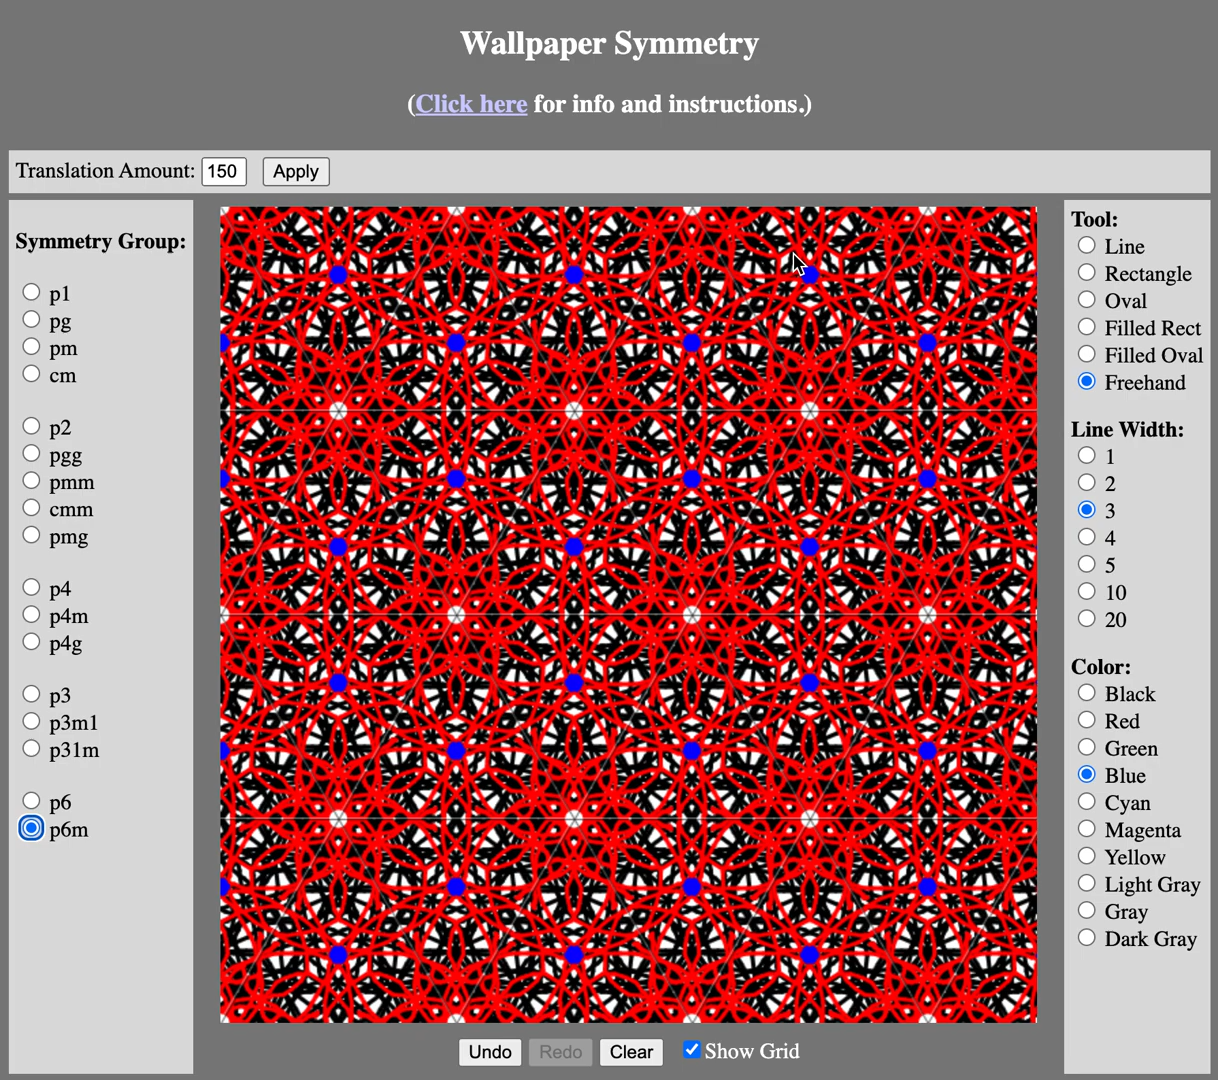 Wallpaper Symmetry
(Click here for info and instructions.)
Translation Amount: 150 Apply
Symmetry Group:
p1
pg
pm
cm
p2
pgg
pmm
cmm
pmg
p4
p4m
p4g
p3
p3m1
p31m
p6
p6m
Tool:
Line
Rectangle
Oval
Filled Rect
Filled Oval
Freehand
Line Width:
1
2
3
4
5
10
20
Color:
Black
Red
Green
Blue
Cyan
Magenta
Yellow
Light Gray
Gray
Dark Gray
Undo Redo Clear Show Grid